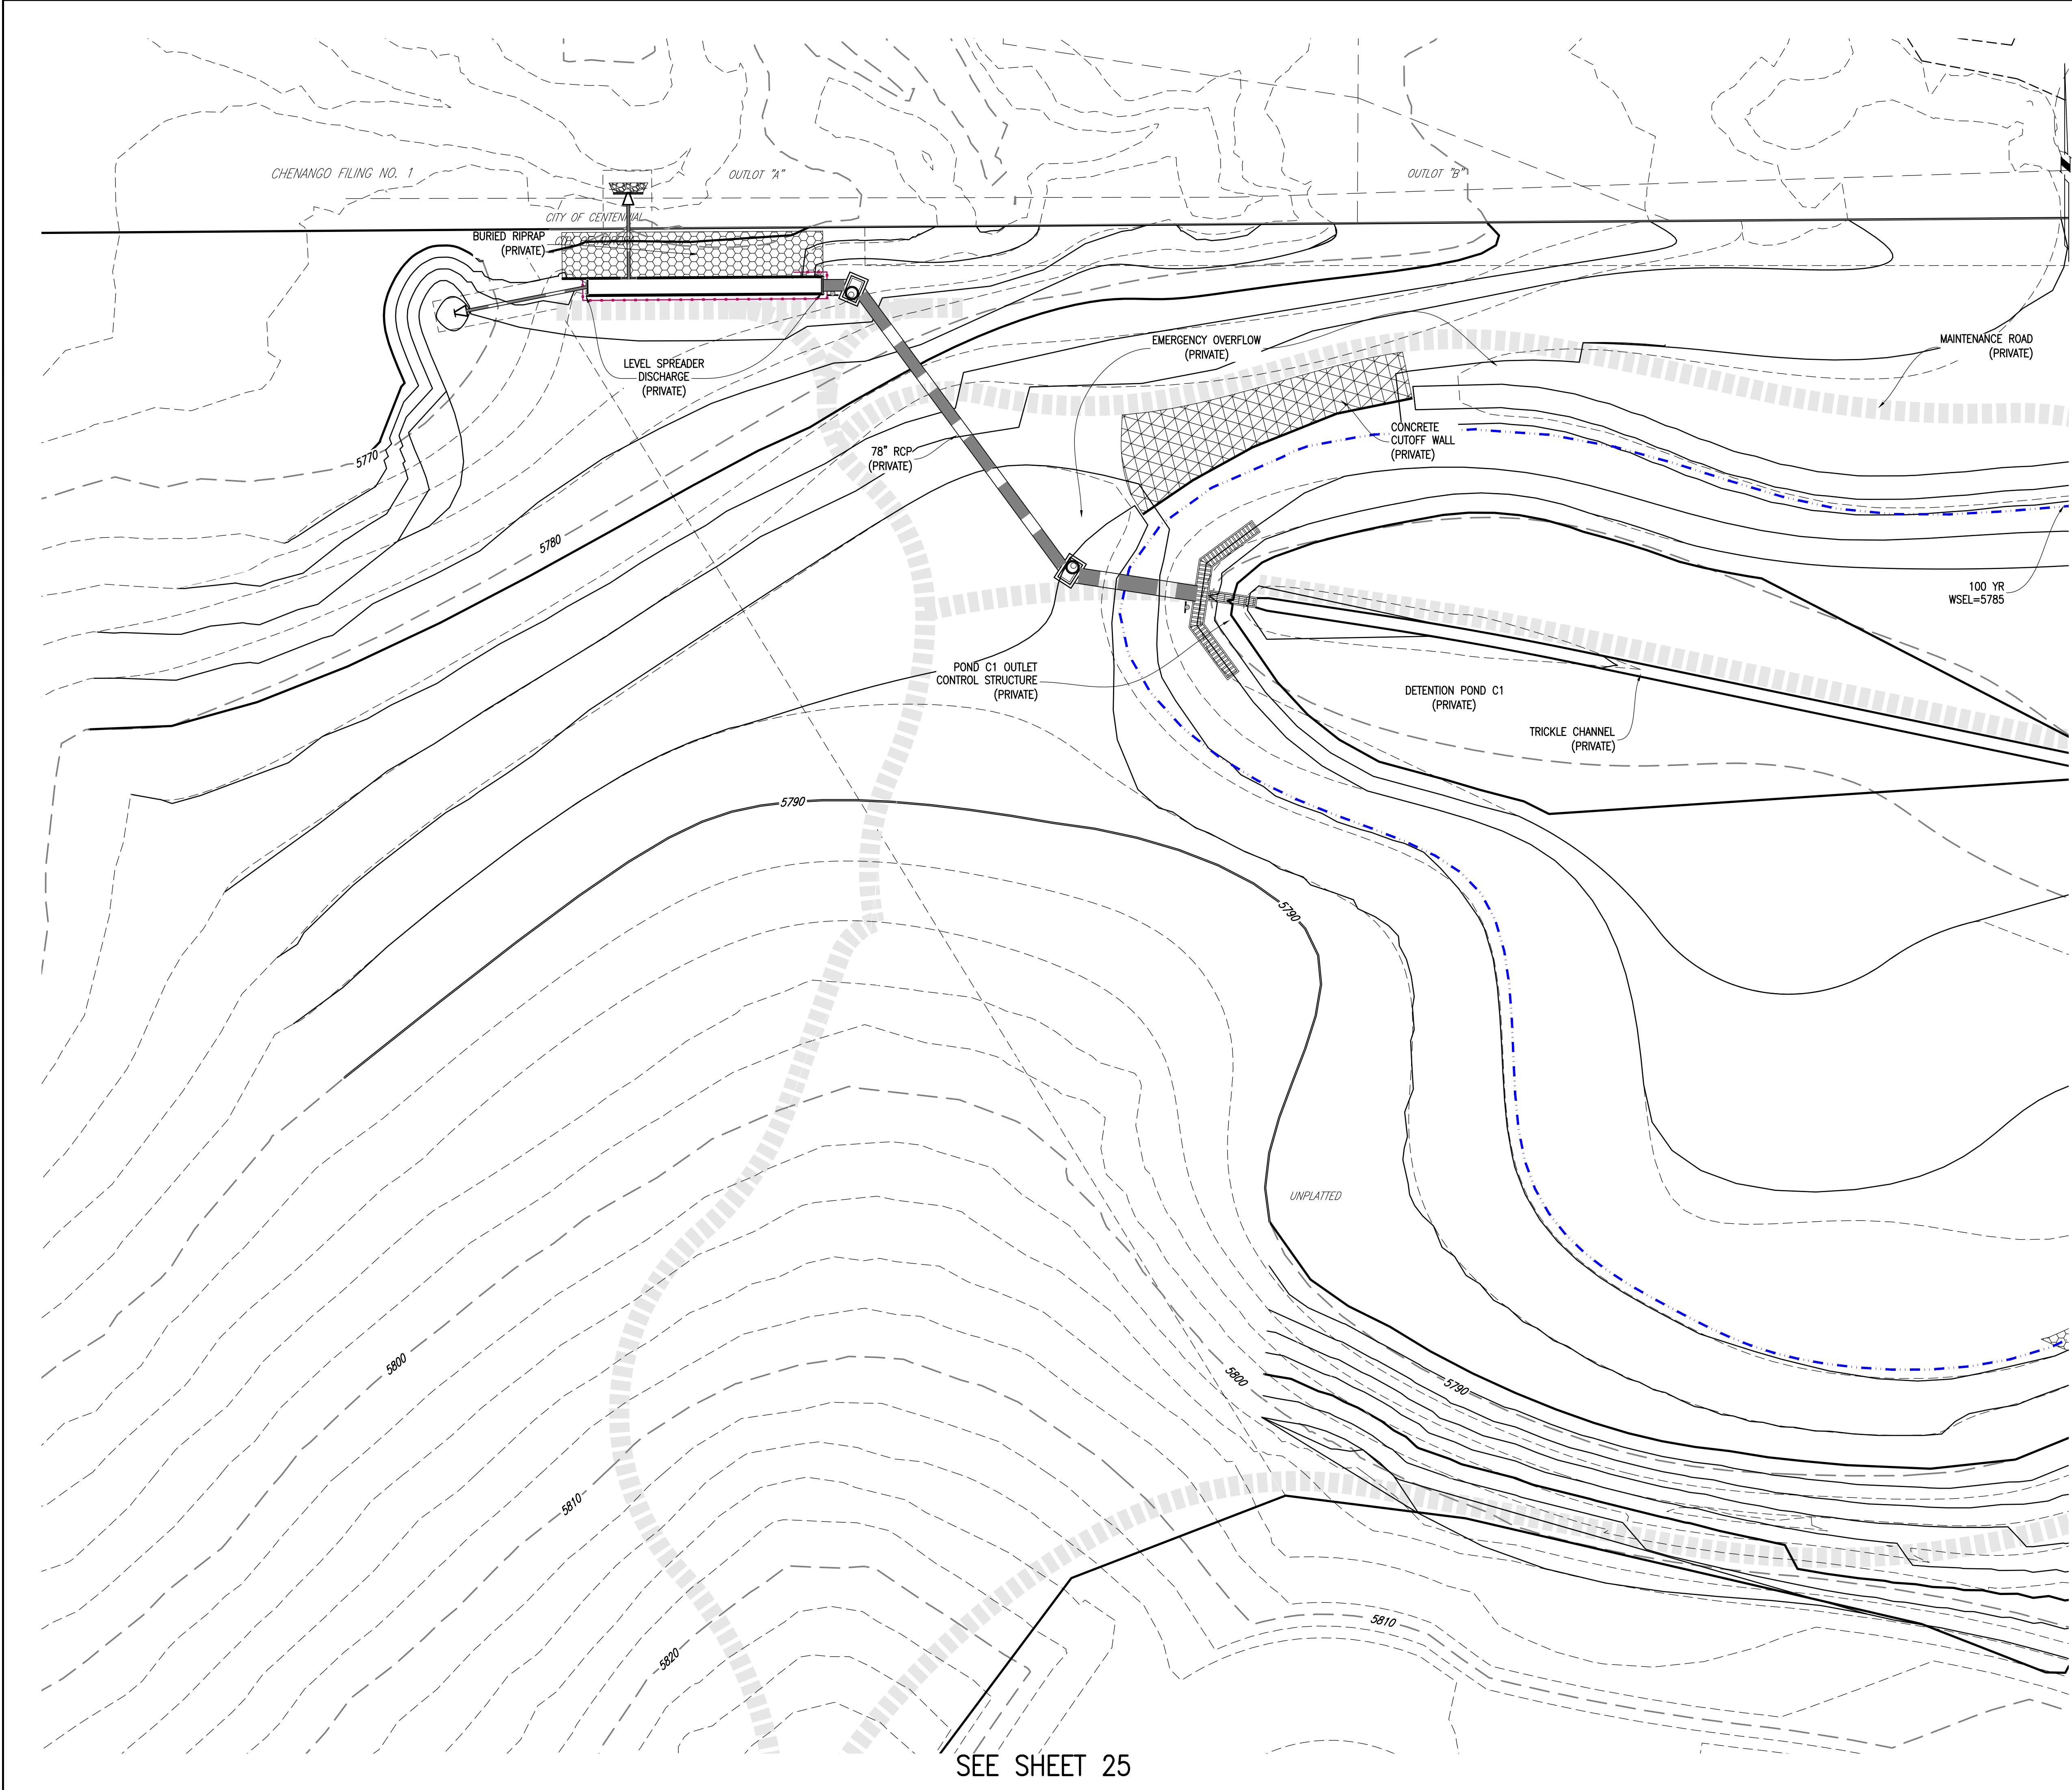 CHENANGO FILING NO. 1
OUTLOT "A"
OUTLOT "B"
CITY OF CENTENNIAL
BURIED RIPRAP
(PRIVATE)
LEVEL SPREADER
DISCHARGE
(PRIVATE)
EMERGENCY OVERFLOW
(PRIVATE)
MAINTENANCE ROAD
(PRIVATE)
78" RCP
(PRIVATE)
CONCRETE
CUTOFF WALL
(PRIVATE)
5770
5780
100 YR
WSEL=5785
POND C1 OUTLET
CONTROL STRUCTURE
(PRIVATE)
DETENTION POND C1
(PRIVATE)
TRICKLE CHANNEL
(PRIVATE)
5790
5790
UNPLATTED
5800
5800
5790
5810
5810
5820
SEE SHEET 25